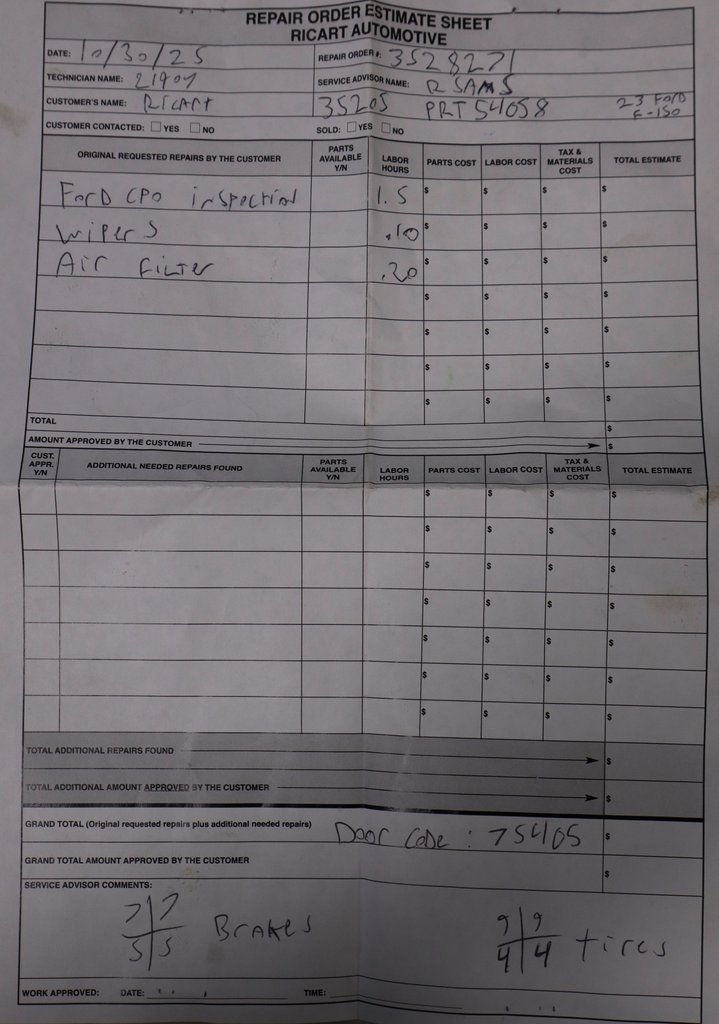 REPAIR ORDER ESTIMATE SHEET
RICART AUTOMOTIVE
DATE: 10/30/25 REPAIR ORDER #: 3528271
TECHNICIAN NAME: 21904 SERVICE ADVISOR NAME: R SAMS
CUSTOMER'S NAME: Ricart 35205 PRT 54058 23 Ford
F-150
CUSTOMER CONTACTED: ☐ YES ☐ NO SOLD: ☐ YES ☐ NO
ORIGINAL REQUESTED REPAIRS BY THE CUSTOMER PARTS AVAILABLE Y/N LABOR HOURS PARTS COST LABOR COST TAX & MATERIALS COST TOTAL ESTIMATE
Ford CPO inspection 1.5 $ $ $ $
Wipers .10 $ $ $ $
Air Filter .20 $ $ $ $
$ $ $ $
$ $ $ $
$ $ $ $
$ $ $ $
TOTAL $
AMOUNT APPROVED BY THE CUSTOMER $
CUST. APPR. Y/N ADDITIONAL NEEDED REPAIRS FOUND PARTS AVAILABLE Y/N LABOR HOURS PARTS COST LABOR COST TAX & MATERIALS COST TOTAL ESTIMATE
$ $ $ $
$ $ $ $
$ $ $ $
$ $ $ $
$ $ $ $
$ $ $ $
$ $ $ $
TOTAL ADDITIONAL REPAIRS FOUND $
TOTAL ADDITIONAL AMOUNT APPROVED BY THE CUSTOMER $
GRAND TOTAL (Original requested repairs plus additional needed repairs) Door Code: 75405 $
GRAND TOTAL AMOUNT APPROVED BY THE CUSTOMER $
SERVICE ADVISOR COMMENTS:
7|7 Brakes 9|9 tires
5|5 4|4
WORK APPROVED: DATE: TIME: